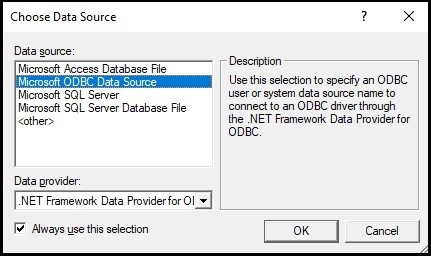 Choose Data Source
? ×
Data source:
Microsoft Access Database File
Microsoft ODBC Data Source
Microsoft SQL Server
Microsoft SQL Server Database File
<other>
Description
Use this selection to specify an ODBC
user or system data source name to
connect to an ODBC driver through
the .NET Framework Data Provider for
ODBC.
Data provider:
.NET Framework Data Provider for
Always use this selection
OK
Cancel